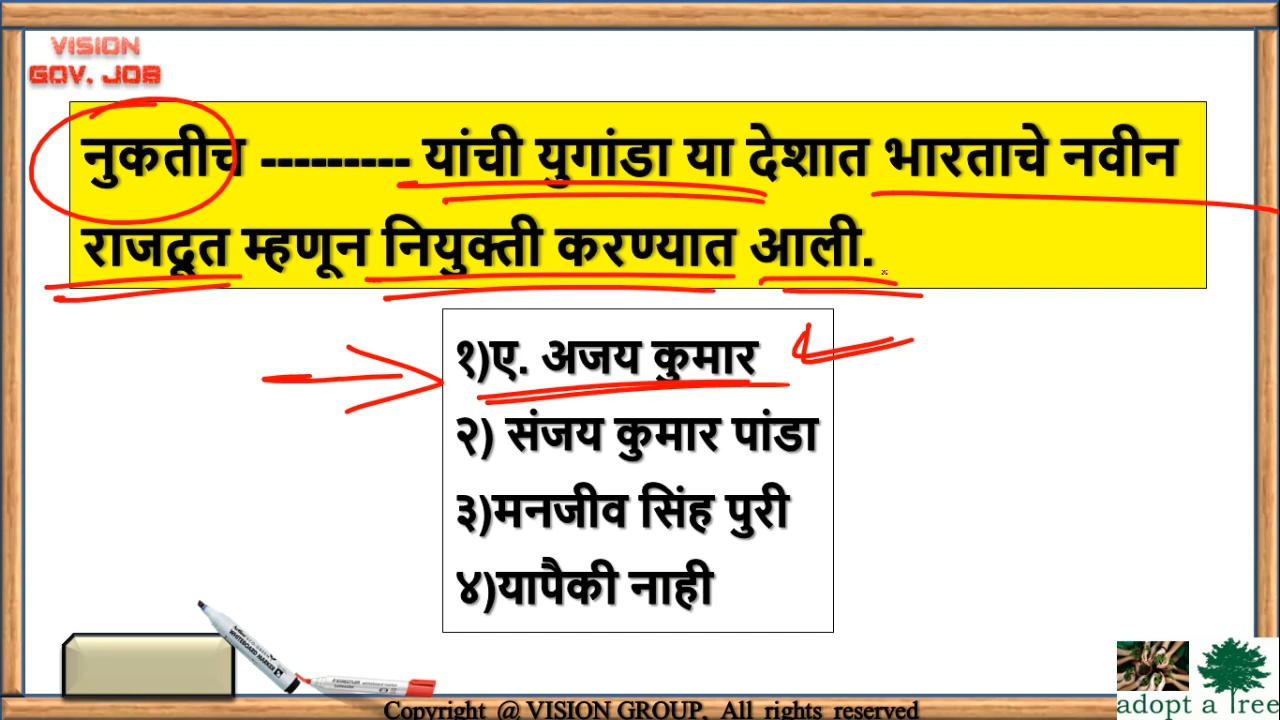 VISION
GOV. JOB
नुकतीच --------- यांची युगांडा या देशात भारताचे नवीन
राजदूत म्हणून नियुक्ती करण्यात आली.
१)ए. अजय कुमार
२) संजय कुमार पांडा
३)मनजीव सिंह पुरी
४)यापैकी नाही
adopt a Tree
Copyright @ VISION GROUP. All rights reserved